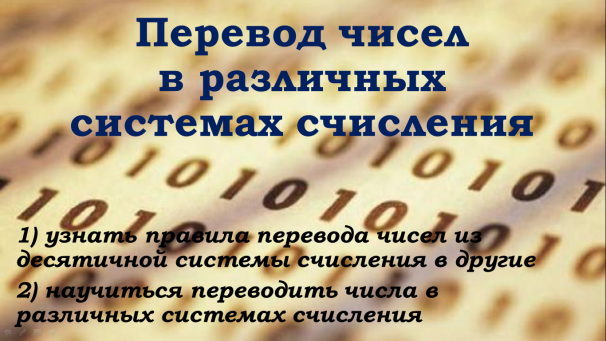 Перевод чисел
в различных
системах счисления
1) узнать правила перевода чисел из
десятичной системы счисления в другие
2) научиться переводить числа в
различных системах счисления